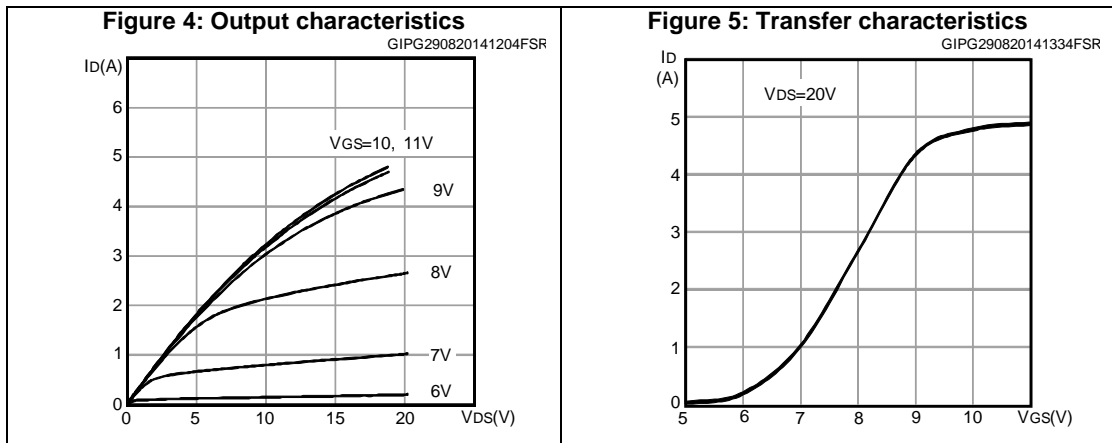 Figure 4: Output characteristics
GIPG290820141204FSR
ID(A)
6
5
4
3
2
1
0
VGS=10, 11V
9V
8V
7V
6V
0 5 10 15 20 VDS(V)
Figure 5: Transfer characteristics
GIPG290820141334FSR
ID
(A)
VDS=20V
5
4
3
2
1
0
5 6 7 8 9 10 VGS(V)